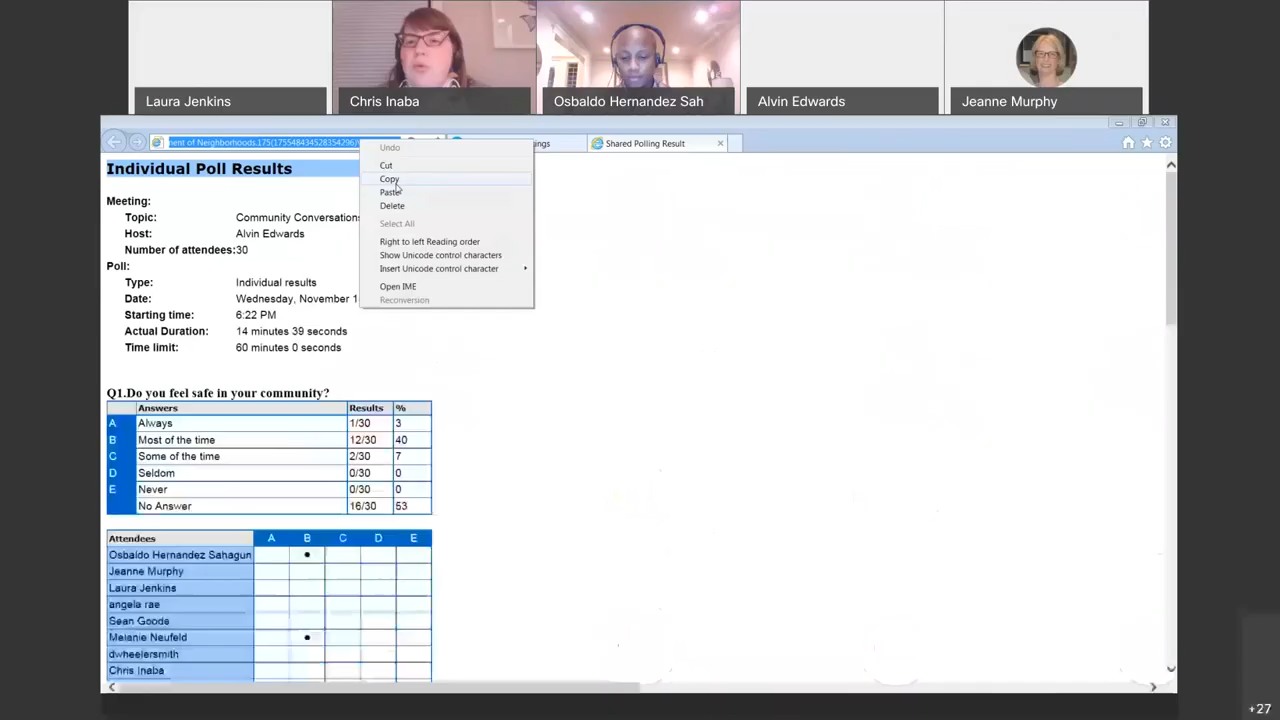 Laura Jenkins
Chris Inaba
Osbaldo Hernandez Sah
Alvin Edwards
Jeanne Murphy
ment of Neighborhoods.175(175548434528354296)\
ngs
Shared Polling Result
Individual Poll Results
Undo
Cut
Copy
Paste
Delete
Select All
Right to left Reading order
Show Unicode control characters
Insert Unicode control character
Open IME
Reconversion
Meeting:
Topic: Community Conversations
Host: Alvin Edwards
Number of attendees:30
Poll:
Type: Individual results
Date: Wednesday, November 1
Starting time: 6:22 PM
Actual Duration: 14 minutes 39 seconds
Time limit: 60 minutes 0 seconds
Q1.Do you feel safe in your community?
Answers Results %
A Always 1/30 3
B Most of the time 12/30 40
C Some of the time 2/30 7
D Seldom 0/30 0
E Never 0/30 0
No Answer 16/30 53
Attendees A B C D E
Osbaldo Hernandez Sahagun
Jeanne Murphy
Laura Jenkins
angela rae
Sean Goode
Melanie Neufeld
dwheelersmith
Chris Inaba
+27